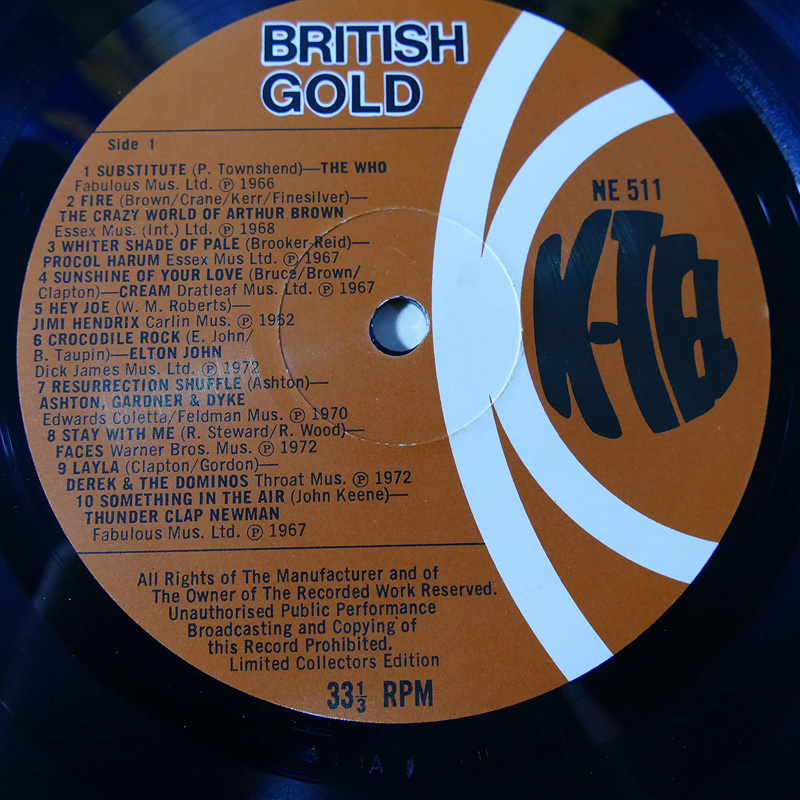 BRITISH
GOLD
Side 1
1 SUBSTITUTE (P. Townshend)—THE WHO
Fabulous Mus. Ltd. Ⓟ 1966
2 FIRE (Brown/Crane/Kerr/Finesilver)—
THE CRAZY WORLD OF ARTHUR BROWN
Essex Mus. (Int.) Ltd. Ⓟ 1968
3 WHITER SHADE OF PALE (Brooker-Reid)—
PROCOL HARUM Essex Mus Ltd. Ⓟ 1967
4 SUNSHINE OF YOUR LOVE (Bruce/Brown/
Clapton)—CREAM Dratleaf Mus. Ltd. Ⓟ 1967
5 HEY JOE (W. M. Roberts)—
JIMI HENDRIX Carlin Mus. Ⓟ 1962
6 CROCODILE ROCK (E. John/
B. Taupin)—ELTON JOHN
Dick James Mus. Ltd. Ⓟ 1972
7 RESURRECTION SHUFFLE (Ashton)—
ASHTON, GARDNER & DYKE
Edwards Coletta/Feldman Mus. Ⓟ 1970
8 STAY WITH ME (R. Steward/R. Wood)—
FACES Warner Bros. Mus. Ⓟ 1972
9 LAYLA (Clapton/Gordon)—
DEREK & THE DOMINOS Throat Mus. Ⓟ 1972
10 SOMETHING IN THE AIR (John Keene)—
THUNDER CLAP NEWMAN
Fabulous Mus. Ltd. Ⓟ 1967
NE 511
K-TEL
All Rights of The Manufacturer and of
The Owner of The Recorded Work Reserved.
Unauthorised Public Performance
Broadcasting and Copying of
this Record Prohibited.
Limited Collectors Edition
33⅓ RPM